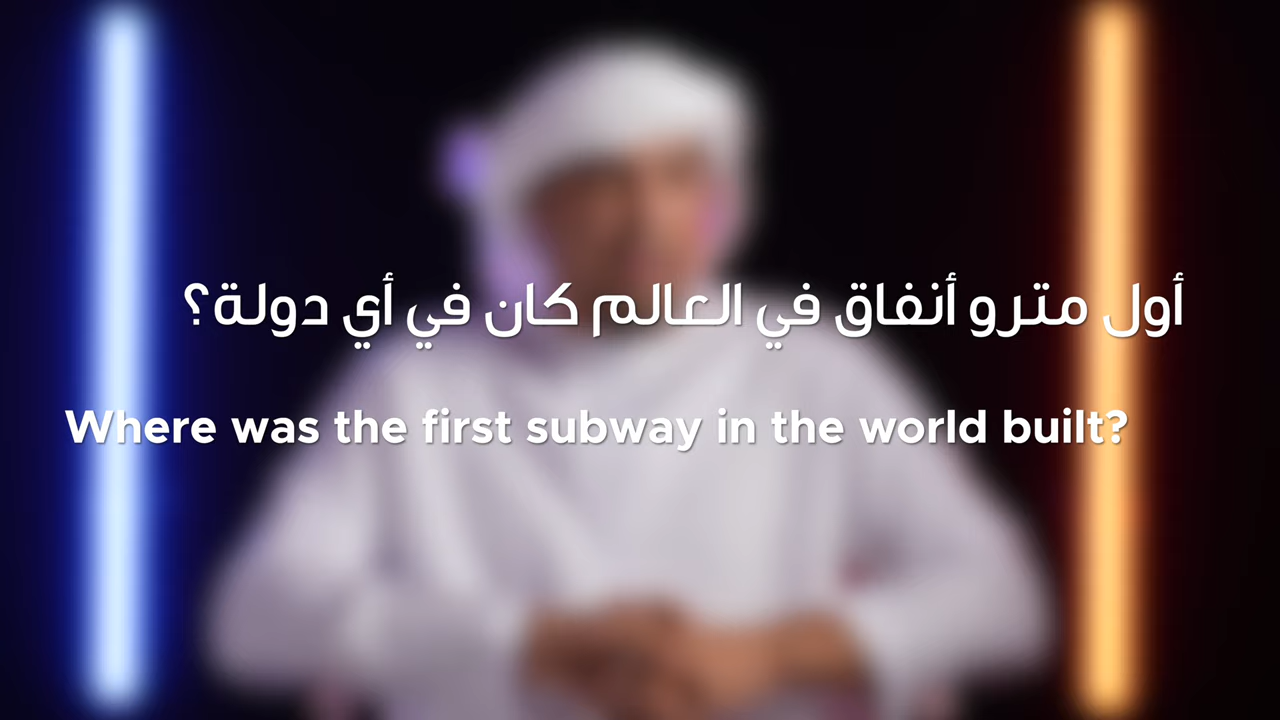 أول مترو أنفاق في العالم كان في أي دولة؟
Where was the first subway in the world built?